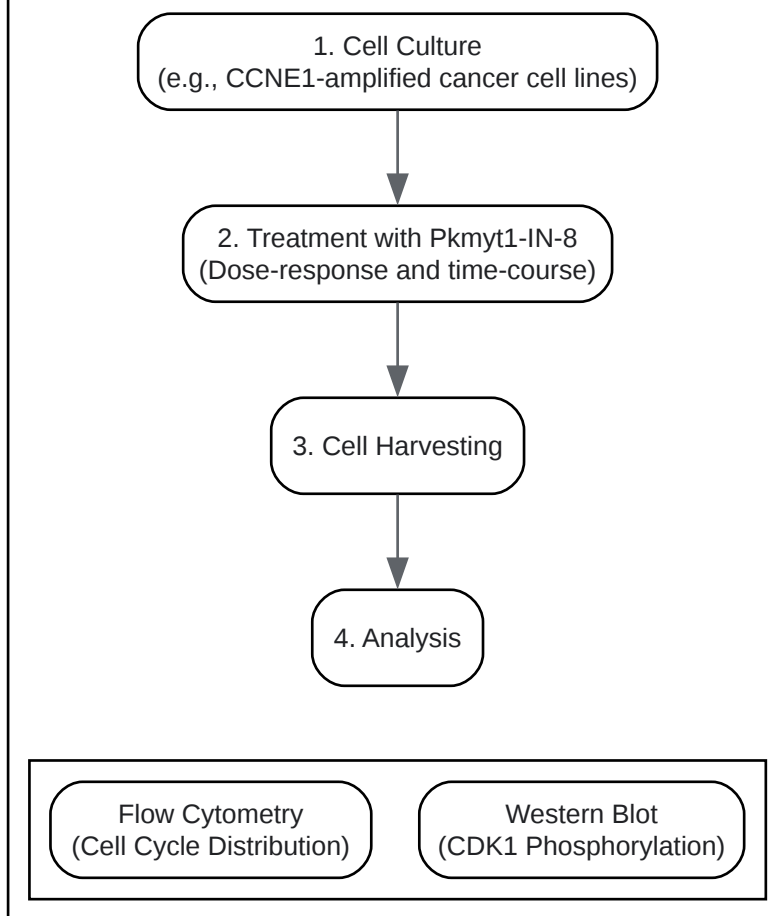 1. Cell Culture
(e.g., CCNE1-amplified cancer cell lines)
2. Treatment with Pkmyt1-IN-8
(Dose-response and time-course)
3. Cell Harvesting
4. Analysis
Flow Cytometry
(Cell Cycle Distribution)
Western Blot
(CDK1 Phosphorylation)